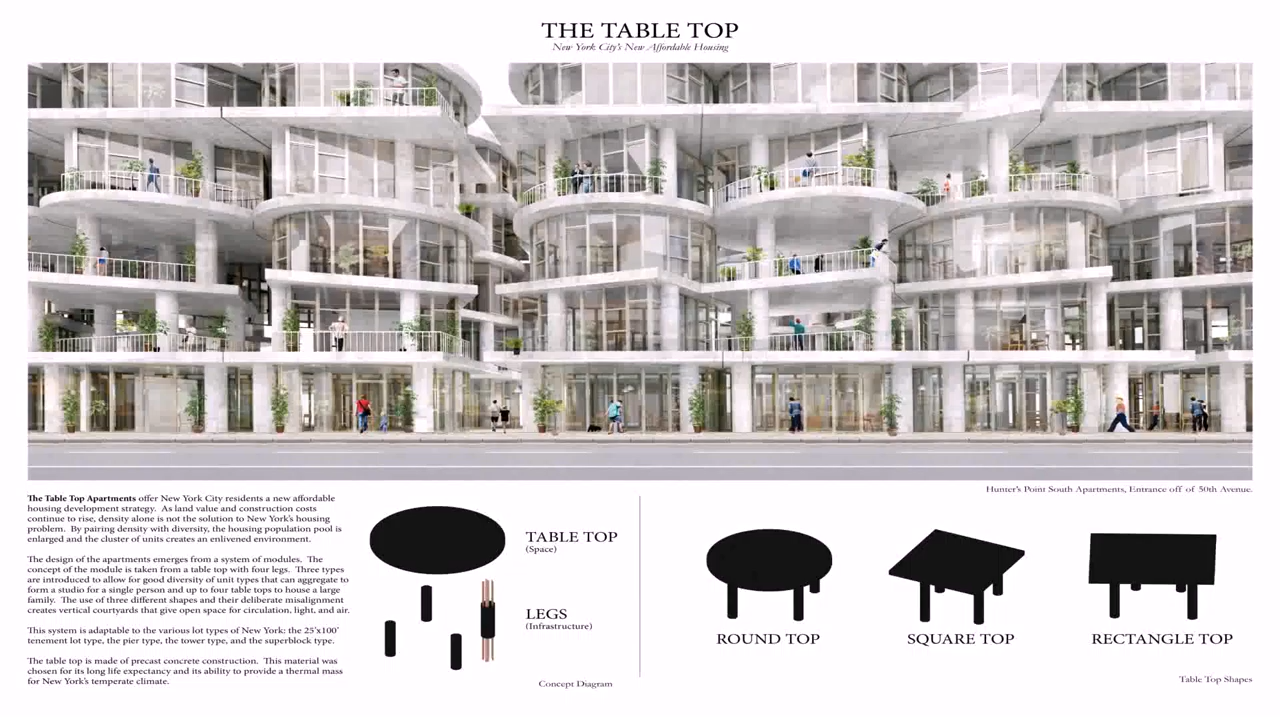 THE TABLE TOP
New York City's New Affordable Housing
Hunter's Point South Apartments, Entrance off of 50th Avenue.
The Table Top Apartments offer New York City residents a new affordable
housing development strategy. As land value and construction costs
continue to rise, density alone is not the solution to New York's housing
problem. By pairing density with diversity, the housing population pool is
enlarged and the cluster of units creates an enlivened environment.
The design of the apartments emerges from a system of modules. The
concept of the module is taken from a table top with four legs. Three types
are introduced to allow for good diversity of unit types that can aggregate to
form a studio for a single person and up to four table tops to house a large
family. The use of three different shapes and their deliberate misalignment
creates vertical courtyards that give open space for circulation, light, and air.
This system is adaptable to the various lot types of New York: the 25'x100'
tenement lot type, the pier type, the tower type, and the superblock type.
The table top is made of precast concrete construction. This material was
chosen for its long life expectancy and its ability to provide a thermal mass
for New York's temperate climate.
TABLE TOP
(Space)
LEGS
(Infrastructure)
Concept Diagram
ROUND TOP
SQUARE TOP
RECTANGLE TOP
Table Top Shapes